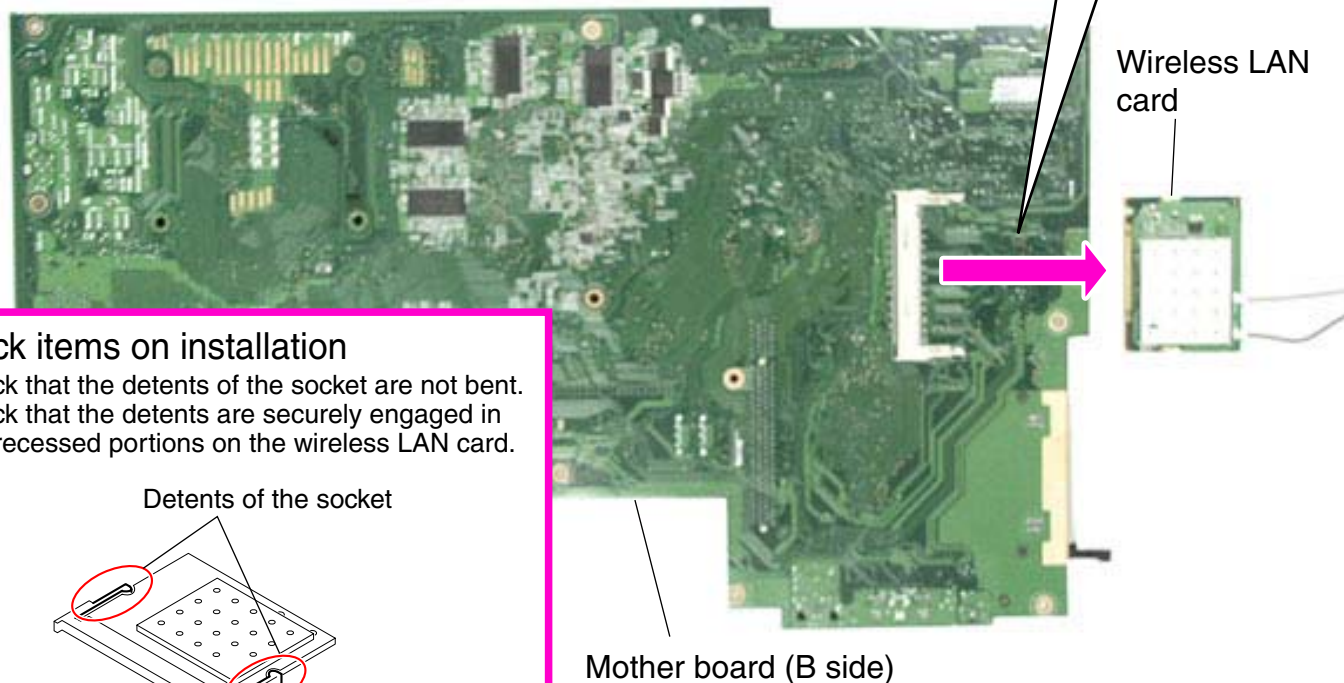 Wireless LAN
card
ck items on installation
ck that the detents of the socket are not bent.
ck that the detents are securely engaged in
recessed portions on the wireless LAN card.
Detents of the socket
Mother board (B side)